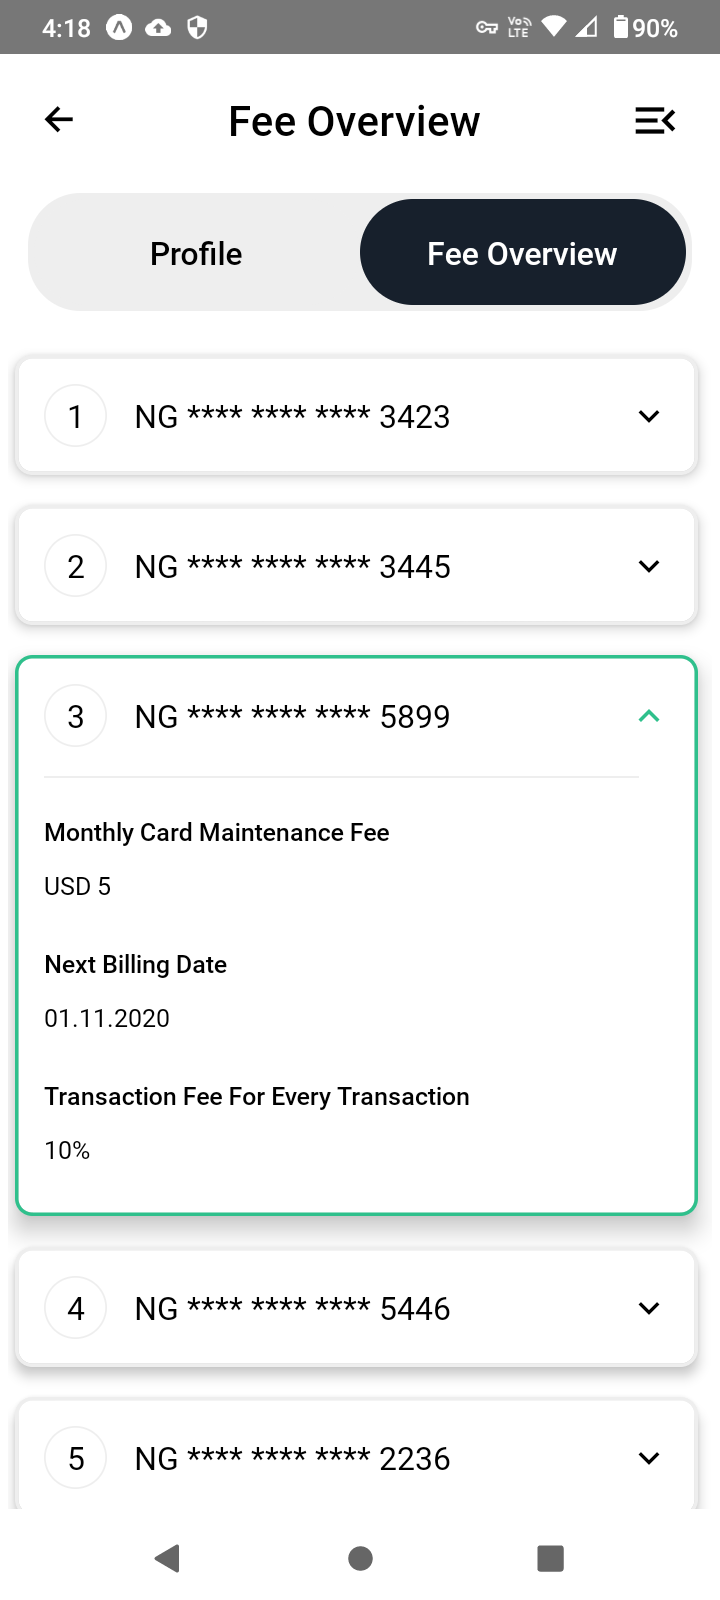 4:18 Vo LTE 90%
Fee Overview
Profile Fee Overview
1 NG **** **** **** 3423
2 NG **** **** **** 3445
3 NG **** **** **** 5899
Monthly Card Maintenance Fee
USD 5
Next Billing Date
01.11.2020
Transaction Fee For Every Transaction
10%
4 NG **** **** **** 5446
5 NG **** **** **** 2236